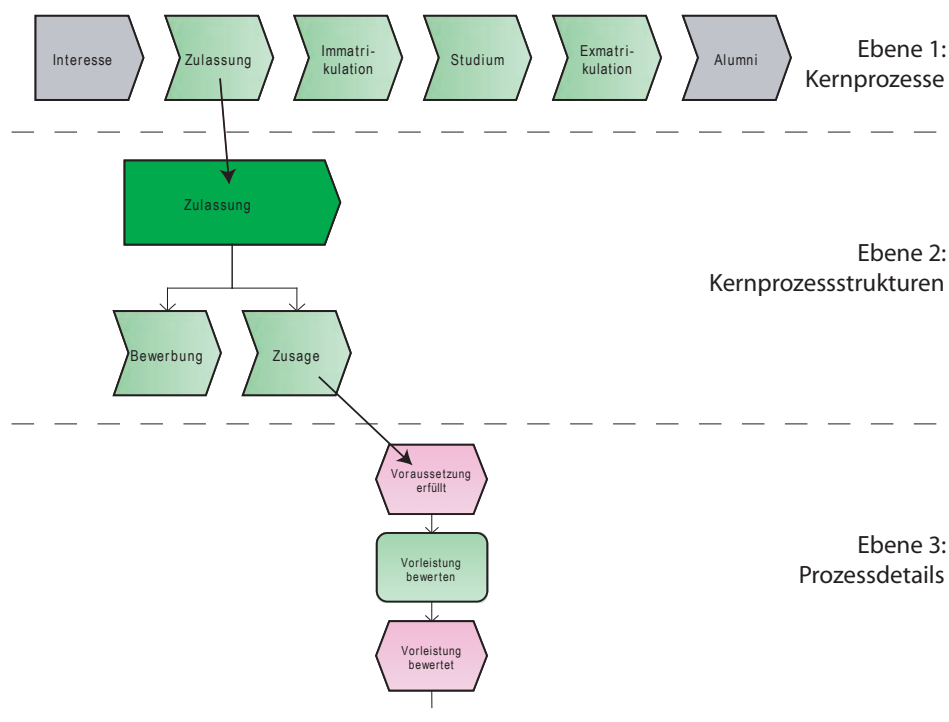 Interesse
Zulassung
Immatri-
kulation
Studium
Exmatri-
kulation
Alumni
Ebene 1:
Kernprozesse
Zulassung
Ebene 2:
Kernprozessstrukturen
Bewerbung
Zusage
Voraussetzung
erfüllt
Vorleistung
bewerten
Ebene 3:
Prozessdetails
Vorleistung
bewertet